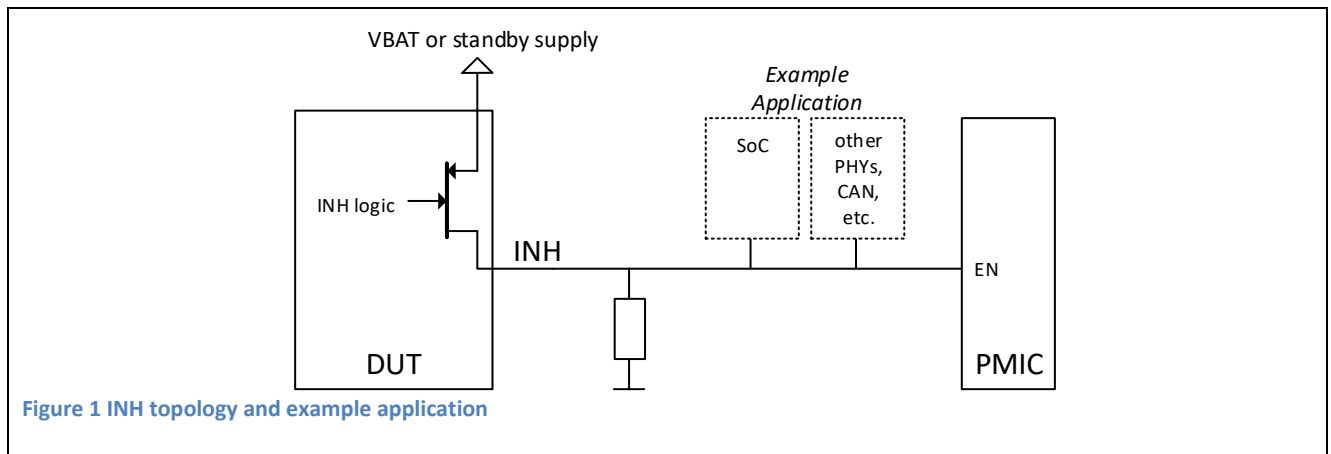 VBAT or standby supply
Example
Application
SoC
other
PHYs,
CAN,
etc.
INH logic
INH
EN
DUT
PMIC
Figure 1 INH topology and example application